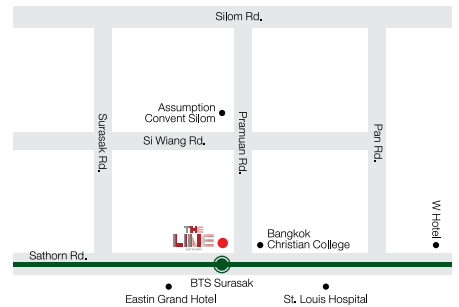 Silom Rd.
Assumption
Convent Silom
Surasak Rd.
Pramuan Rd.
Pan Rd.
Si Wiang Rd.
THE
LINE
Bangkok
Christian College
W Hotel
Sathorn Rd.
BTS Surasak
Eastin Grand Hotel
St. Louis Hospital